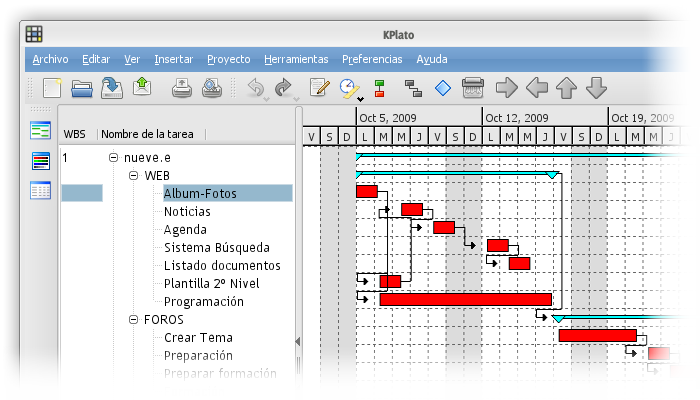 KPlato
Archivo Editar Ver Insertar Proyecto Herramientas Preferencias Ayuda
Oct 5, 2009 Oct 12, 2009 Oct 19, 2009
WBS Nombre de la tarea V S D L M M J V S D L M M J V S D L M J
1 nueve.e
WEB
Album-Fotos
Noticias
Agenda
Sistema Búsqueda
Listado documentos
Plantilla 2º Nivel
Programación
FOROS
Crear Tema
Preparación
Preparar formación